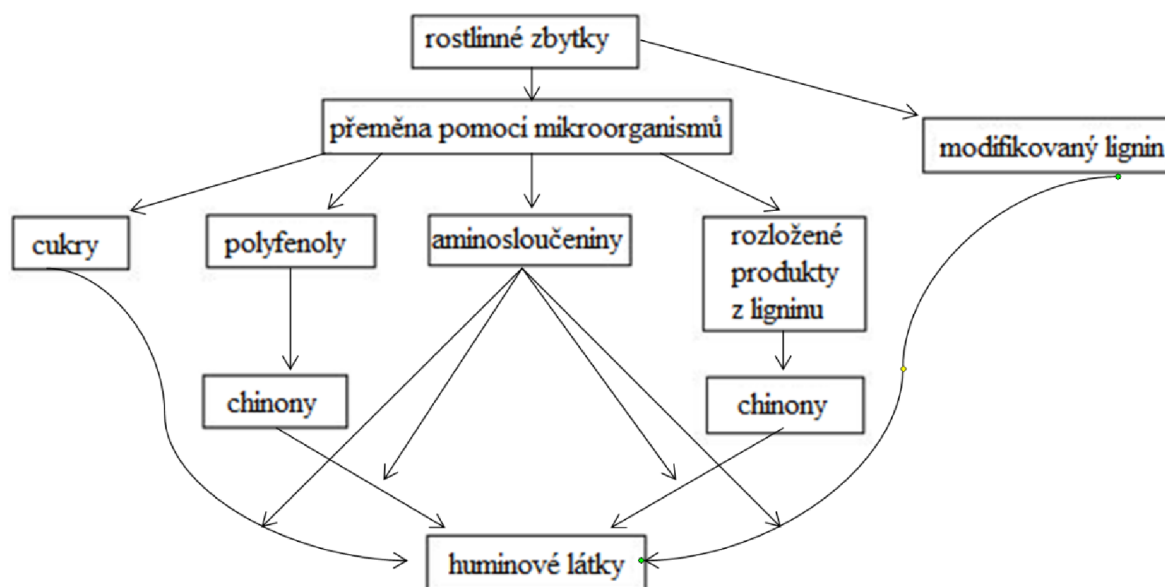 rostlinné zbytky
přeměna pomocí mikroorganismů
modifikovaný lignin
cukry
polyfenoly
aminosloučeniny
rozložené
produkty
z ligninu
chinony
chinony
huminové látky